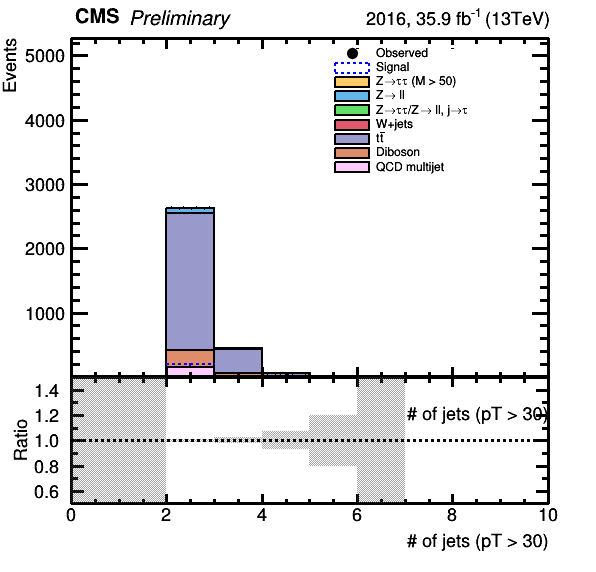 CMS Preliminary 2016, 35.9 fb⁻¹ (13TeV)
Events
5000
4000
3000
2000
1000
Observed
Signal
Z→ττ (M > 50)
Z→ ll
Z→ττ/Z→ ll, j→τ
W+jets
tt̄
Diboson
QCD multijet
Ratio
1.4
1.2
1.0
0.8
0.6
# of jets (pT > 30)
0 2 4 6 8 10
# of jets (pT > 30)